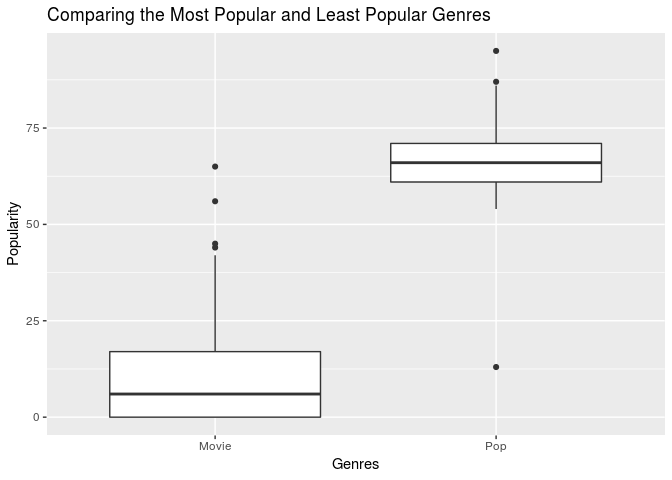 Comparing the Most Popular and Least Popular Genres
Popularity
75
50
25
0
Movie
Pop
Genres